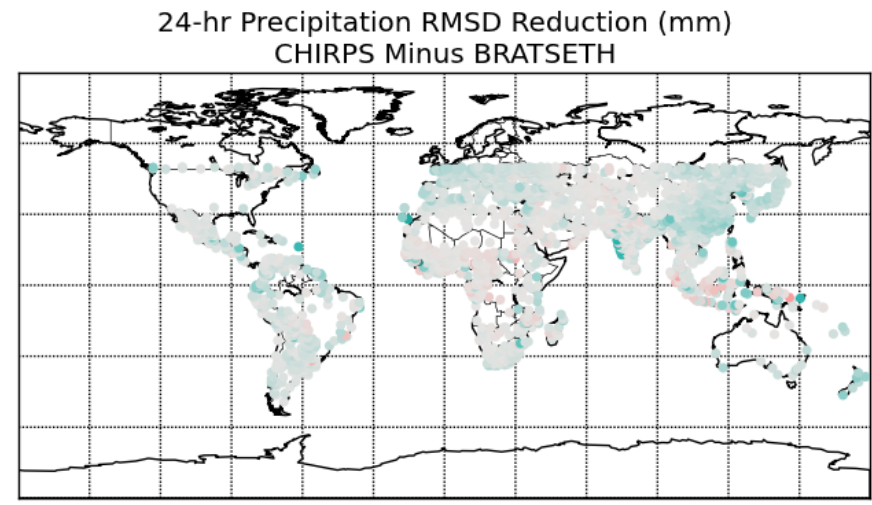 24-hr Precipitation RMSD Reduction (mm)
CHIRPS Minus BRATSETH